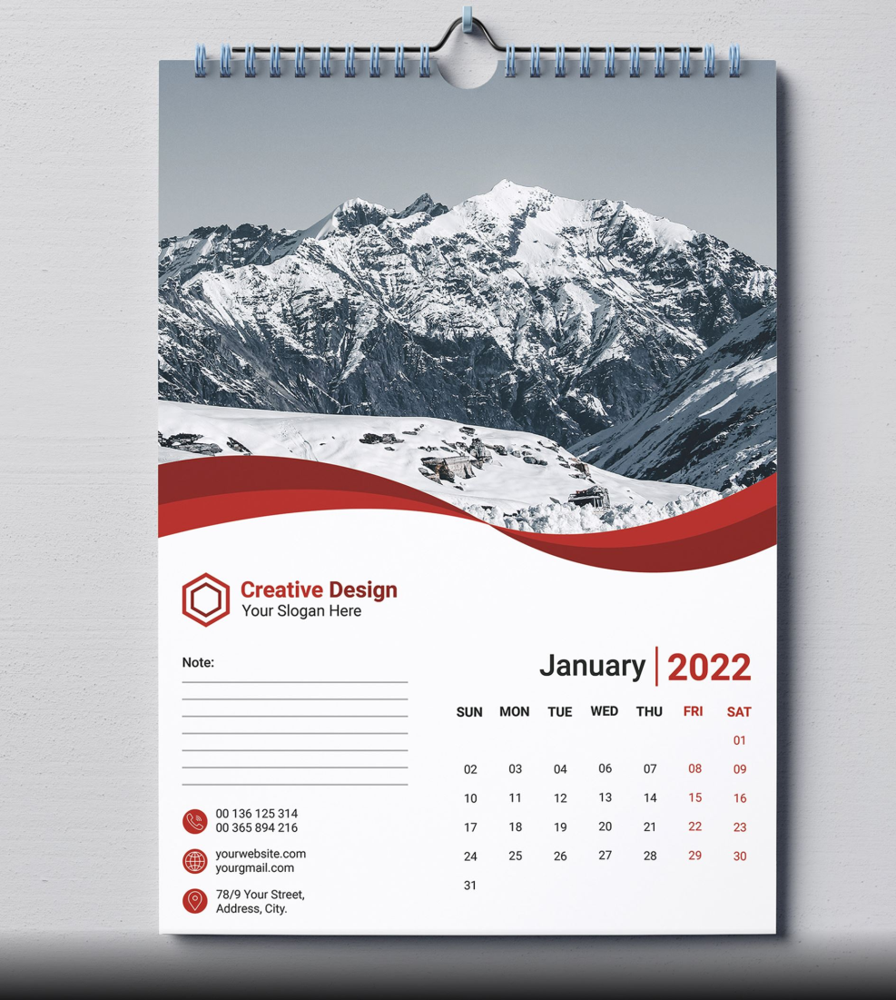 Creative Design
Your Slogan Here
Note:
00 136 125 314
00 365 894 216
yourwebsite.com
yourgmail.com
78/9 Your Street,
Address, City.
January 2022
SUN MON TUE WED THU FRI SAT
01
02 03 04 06 07 08 09
10 11 12 13 14 15 16
17 18 19 20 21 22 23
24 25 26 27 28 29 30
31